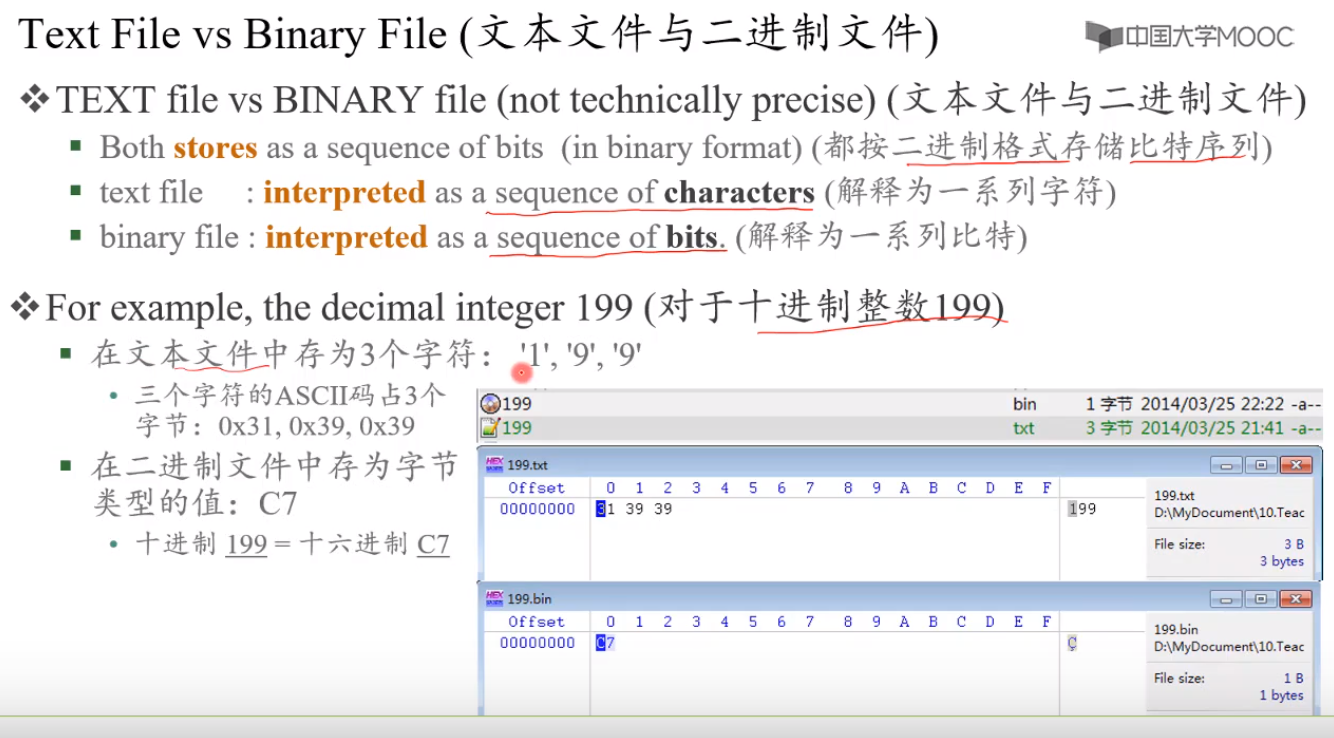 Text File vs Binary File (文本文件与二进制文件)
中国大学MOOC
❖TEXT file vs BINARY file (not technically precise) (文本文件与二进制文件)
▪ Both stores as a sequence of bits (in binary format) (都按二进制格式存储比特序列)
▪ text file : interpreted as a sequence of characters (解释为一系列字符)
▪ binary file : interpreted as a sequence of bits. (解释为一系列比特)
❖For example, the decimal integer 199 (对于十进制整数199)
▪ 在文本文件中存为3个字符： '1', '9', '9'
• 三个字符的ASCII码占3个
字节：0x31, 0x39, 0x39
▪ 在二进制文件中存为字节
类型的值：C7
• 十进制 199 = 十六进制 C7
199 bin 1 字节 2014/03/25 22:22 -a--
199 txt 3 字节 2014/03/25 21:41 -a--
HEX 199.txt
Offset 0 1 2 3 4 5 6 7 8 9 A B C D E F
00000000 31 39 39 199
199.txt
D:\MyDocument\10.Teac
File size: 3 B
3 bytes
HEX 199.bin
Offset 0 1 2 3 4 5 6 7 8 9 A B C D E F
00000000 C7 Ç
199.bin
D:\MyDocument\10.Teac
File size: 1 B
1 bytes